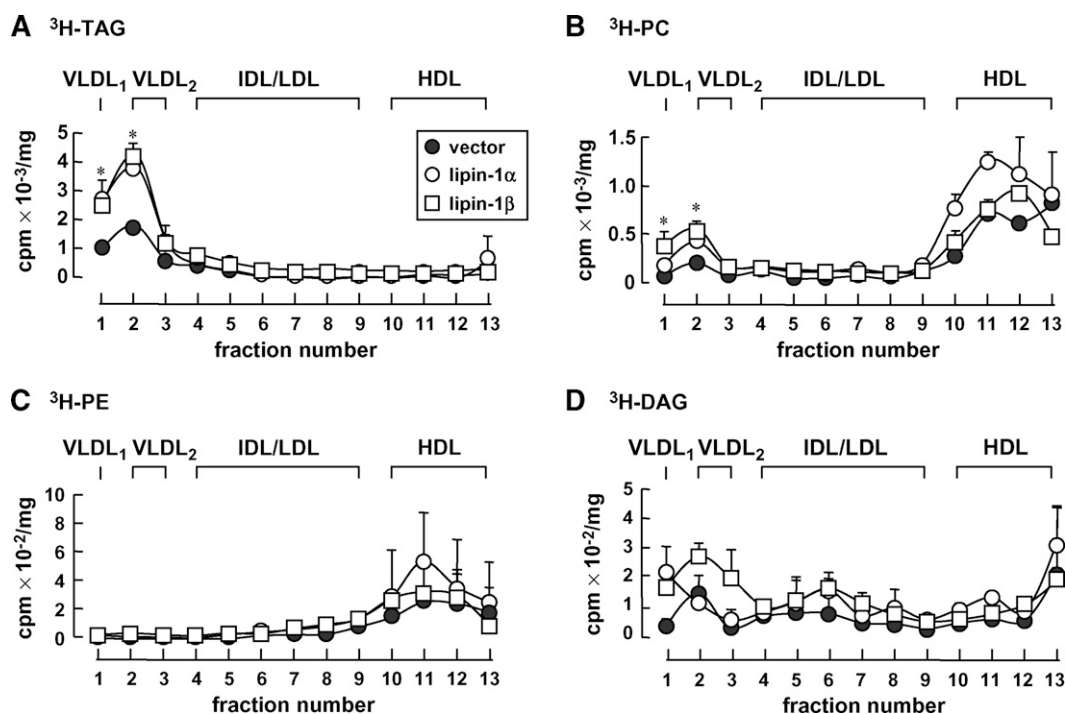 A ³H-TAG
VLDL₁ VLDL₂ IDL/LDL HDL
cpm × 10⁻³/mg
5
4
3
2
1
0
* *
vector
lipin-1α
lipin-1β
1 2 3 4 5 6 7 8 9 10 11 12 13
fraction number
B ³H-PC
VLDL₁ VLDL₂ IDL/LDL HDL
cpm × 10⁻³/mg
1.5
1.0
0.5
0
* *
1 2 3 4 5 6 7 8 9 10 11 12 13
fraction number
C ³H-PE
VLDL₁ VLDL₂ IDL/LDL HDL
cpm × 10⁻²/mg
10
8
6
4
2
0
1 2 3 4 5 6 7 8 9 10 11 12 13
fraction number
D ³H-DAG
VLDL₁ VLDL₂ IDL/LDL HDL
cpm × 10⁻²/mg
5
4
3
2
1
0
1 2 3 4 5 6 7 8 9 10 11 12 13
fraction number